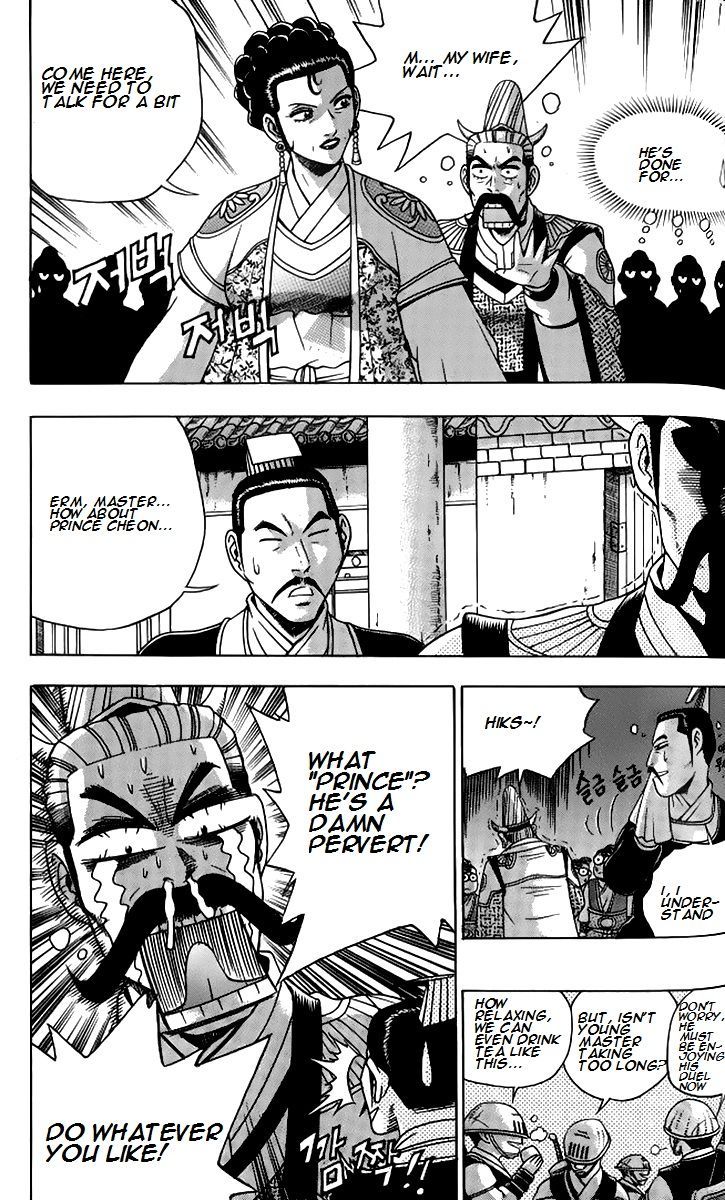 COME HERE,
WE NEED TO
TALK FOR A BIT
M... MY WIFE,
WAIT...
HE'S
DONE
FOR...
저벅
저벅
ERM, MASTER...
HOW ABOUT
PRINCE CHEON...
WHAT
"PRINCE"?
HE'S A
DAMN
PERVERT!
DO WHATEVER
YOU LIKE!
깜짝!!
HIKS~!
슬금 슬금
I, I
UNDER-
STAND
HOW
RELAXING,
WE CAN
EVEN DRINK
TEA LIKE
THIS...
BUT, ISN'T
YOUNG
MASTER
TAKING
TOO LONG?
DON'T
WORRY,
HE
MUST
BE EN-
JOYING
HIS
DUEL
NOW